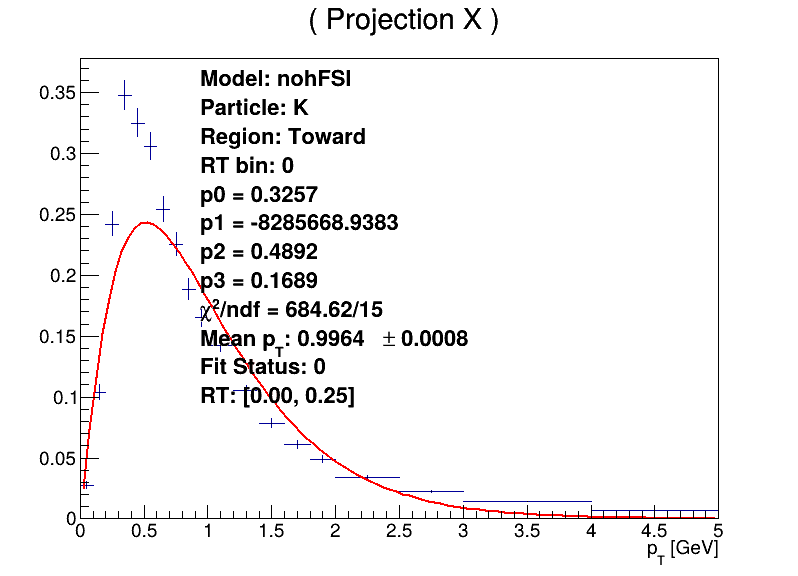 ( Projection X )
Model: nohFSI
Particle: K
Region: Toward
RT bin: 0
p0 = 0.3257
p1 = -8285668.9383
p2 = 0.4892
p3 = 0.1689
χ²/ndf = 684.62/15
Mean p_T: 0.9964 ± 0.0008
Fit Status: 0
RT: [0.00, 0.25]
0.35
0.3
0.25
0.2
0.15
0.1
0.05
0
0 0.5 1 1.5 2 2.5 3 3.5 4 4.5 5
p_T [GeV]